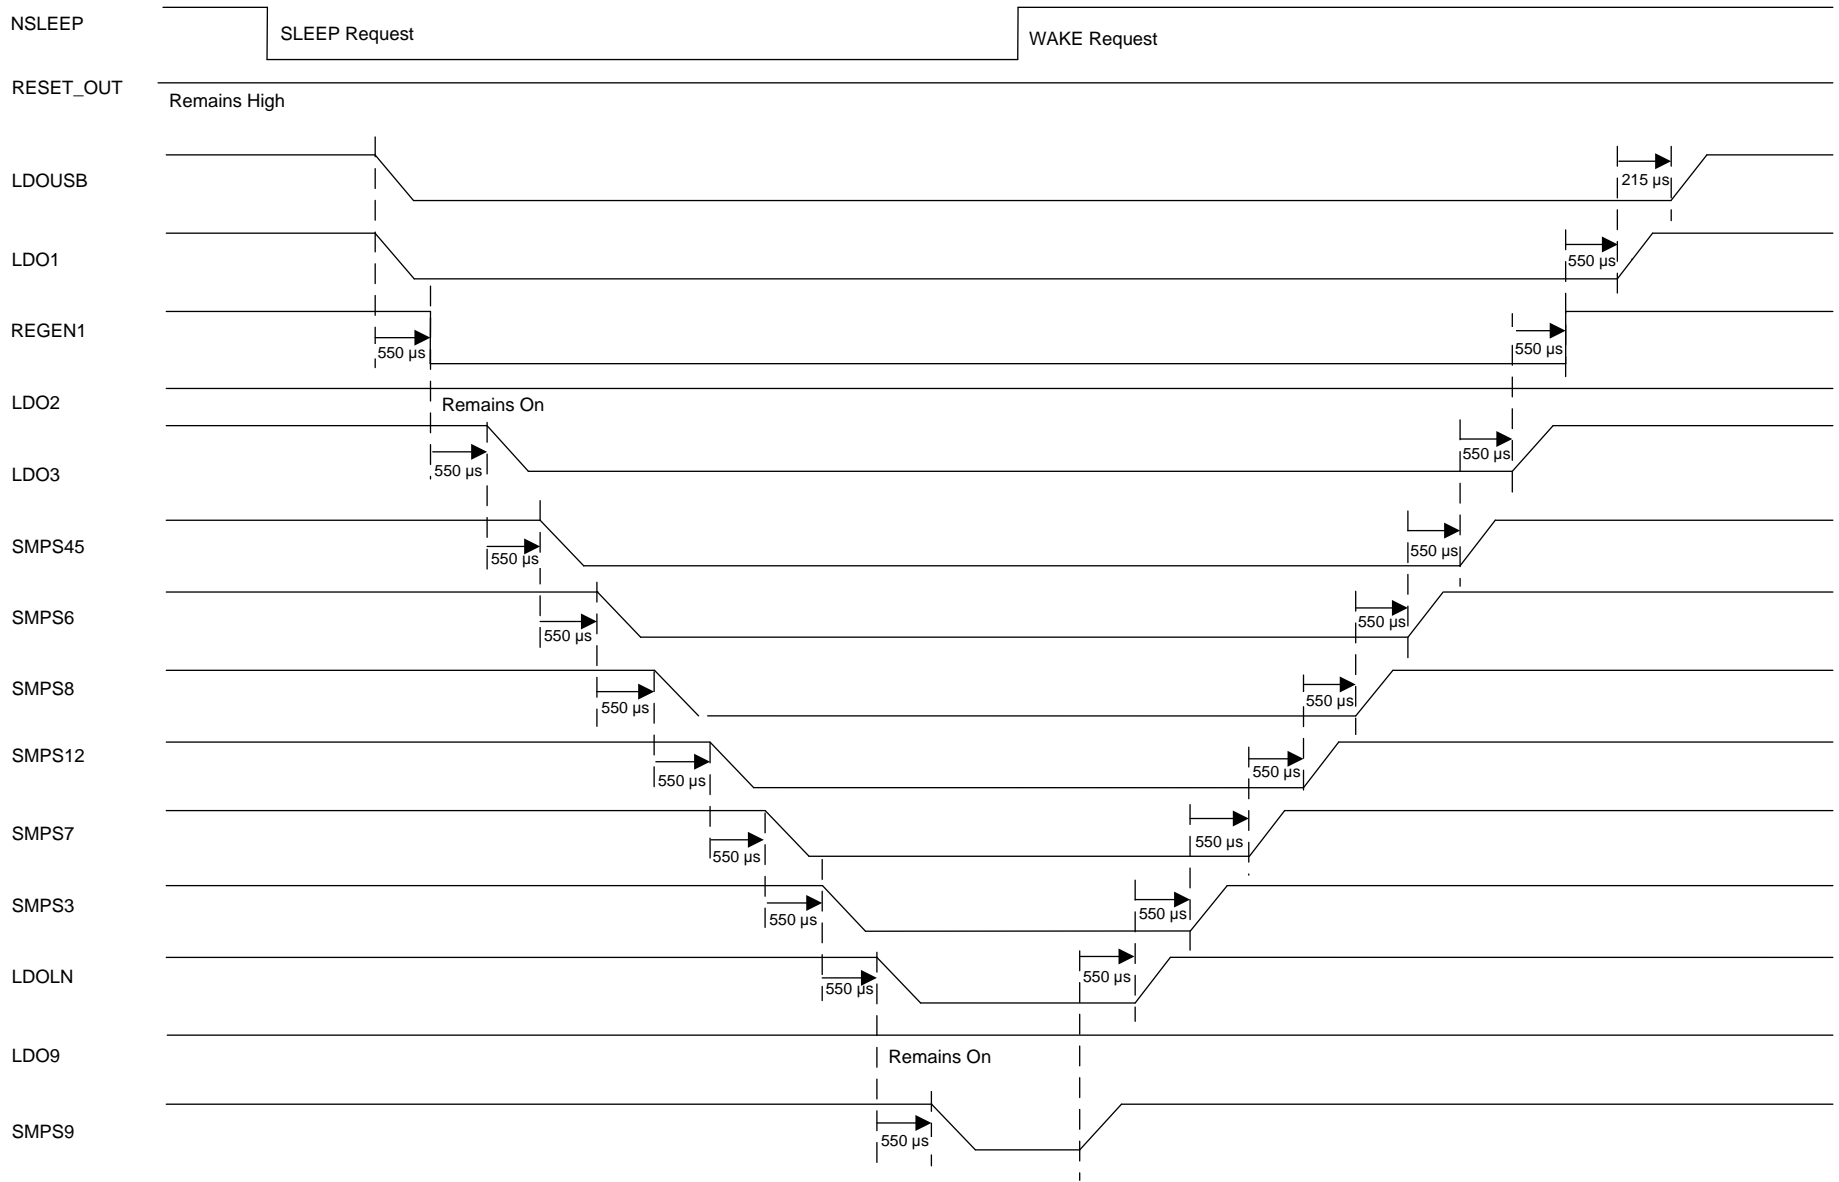 NSLEEP
SLEEP Request
WAKE Request
RESET_OUT
Remains High
LDOUSB
215 µs
LDO1
550 µs
REGEN1
550 µs
550 µs
LDO2
Remains On
LDO3
550 µs
550 µs
SMPS45
550 µs
550 µs
SMPS6
550 µs
550 µs
SMPS8
550 µs
550 µs
SMPS12
550 µs
550 µs
SMPS7
550 µs
550 µs
SMPS3
550 µs
550 µs
LDOLN
550 µs
550 µs
LDO9
Remains On
SMPS9
550 µs